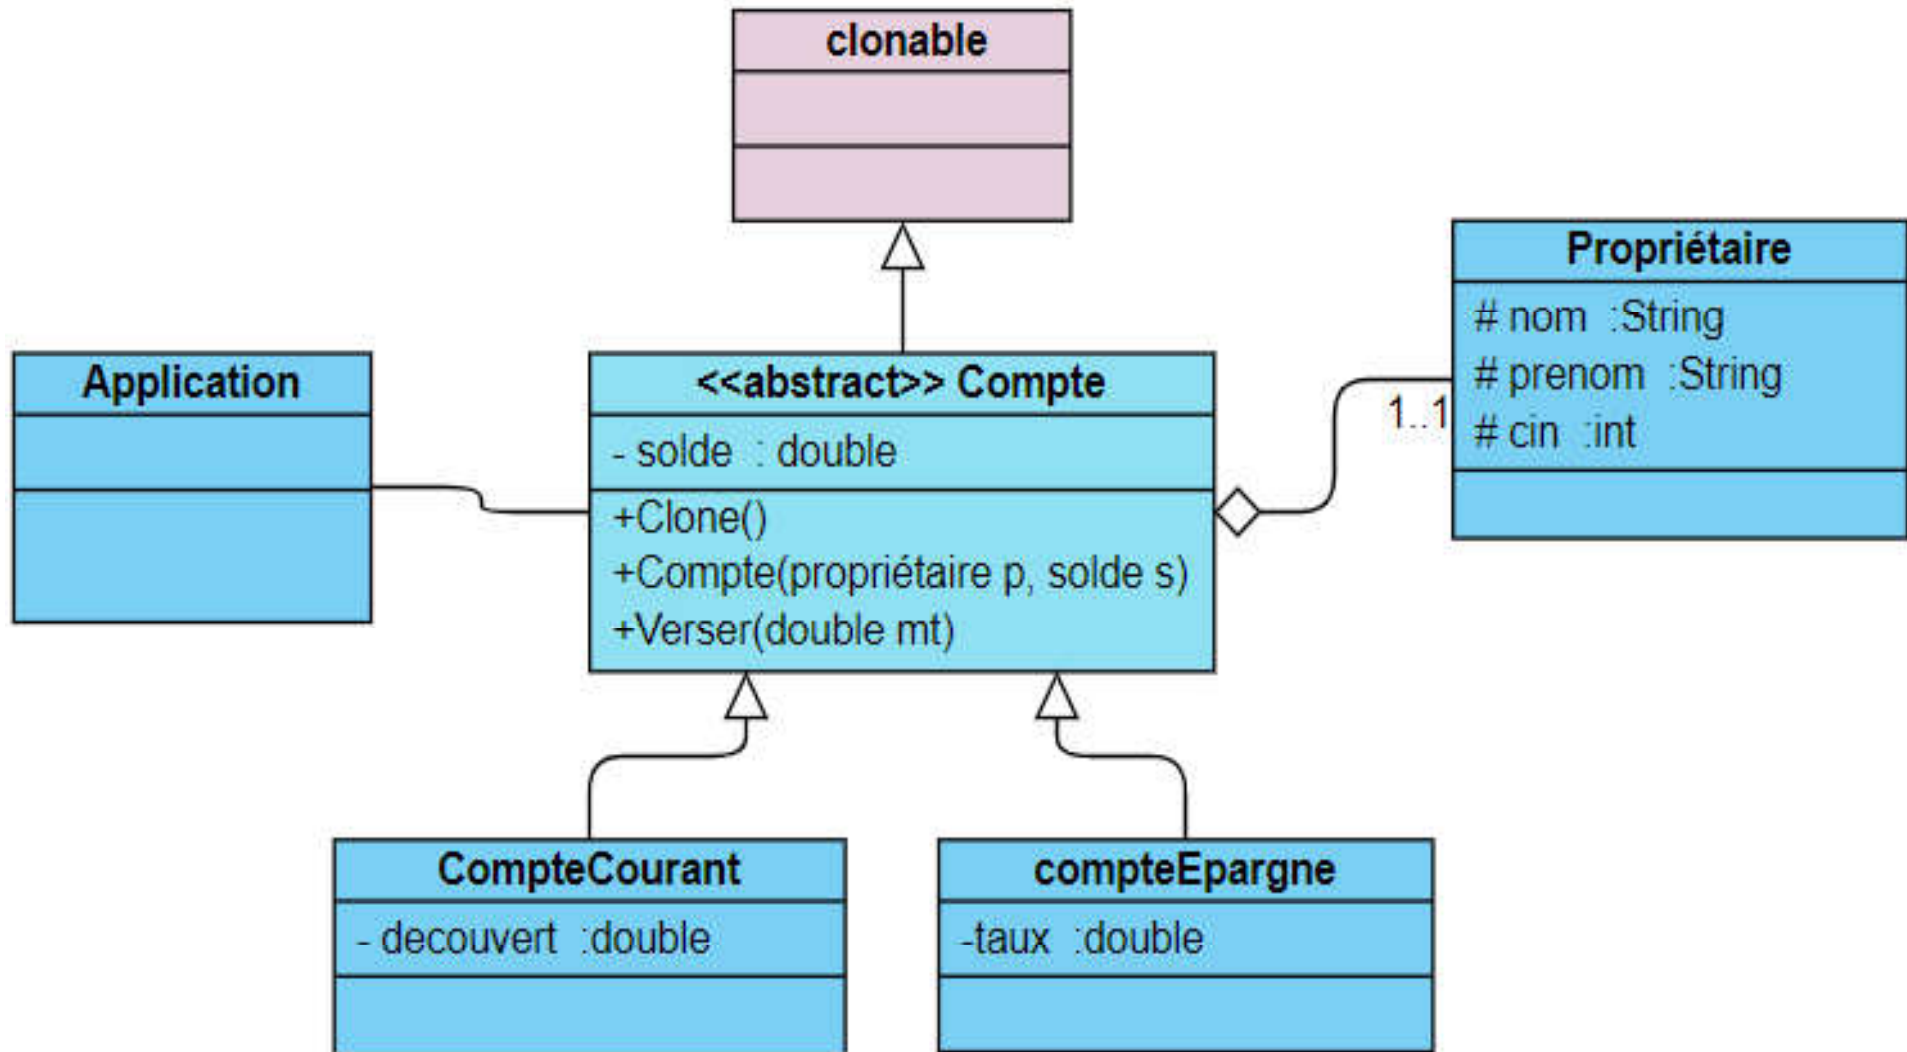 clonable
Propriétaire
# nom :String
# prenom :String
# cin :int
1..1
Application
<<abstract>> Compte
- solde : double
+Clone()
+Compte(propriétaire p, solde s)
+Verser(double mt)
CompteCourant
- decouvert :double
compteEpargne
-taux :double